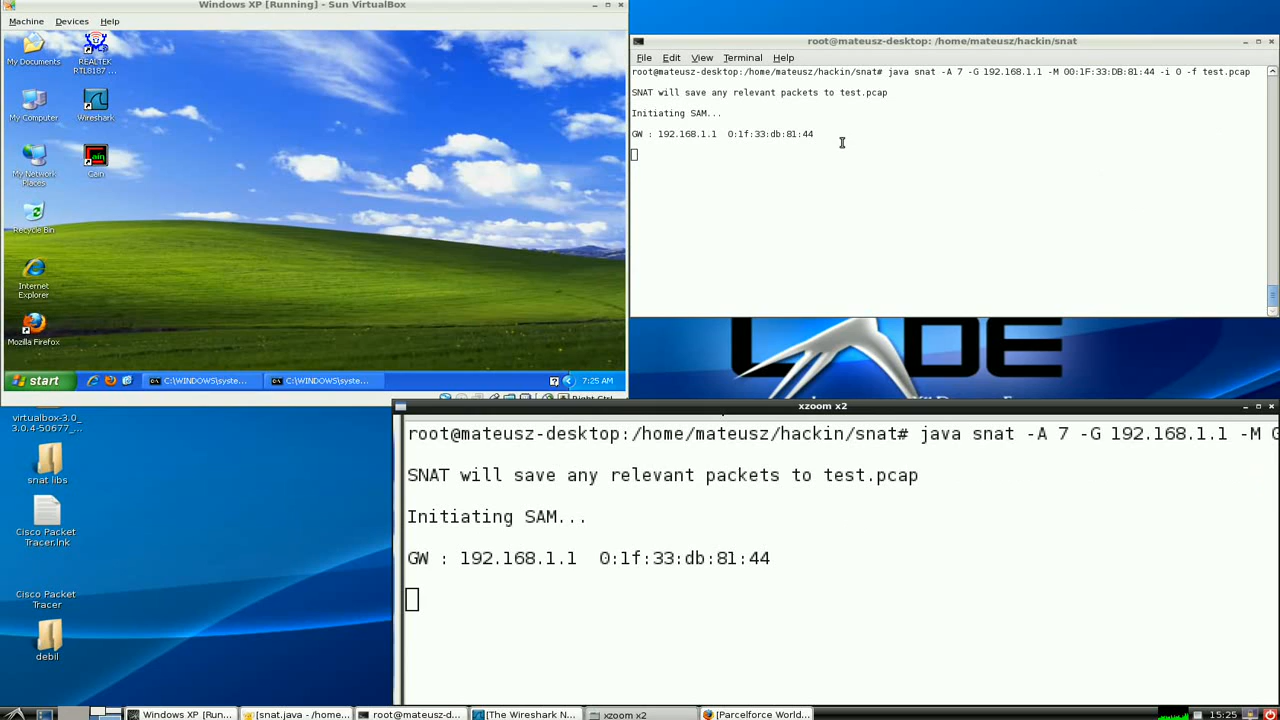 Windows XP [Running] - Sun VirtualBox
Machine Devices Help
My Documents
REALTEK
RTL8187 ...
My Computer
Wireshark
My Network
Places
Cain
Recycle Bin
Internet
Explorer
Mozilla Firefox
start
C:\WINDOWS\syste...
C:\WINDOWS\syste...
7:25 AM
Right Ctrl
root@mateusz-desktop: /home/mateusz/hackin/snat
File Edit View Terminal Help
root@mateusz-desktop:/home/mateusz/hackin/snat# java snat -A 7 -G 192.168.1.1 -M 00:1F:33:DB:81:44 -i 0 -f test.pcap
SNAT will save any relevant packets to test.pcap
Initiating SAM...
GW : 192.168.1.1 0:1f:33:db:81:44
virtualbox-3.0_
3.0.4-50677_...
snat libs
Cisco Packet
Tracer.lnk
Cisco Packet
Tracer
debil
xzoom x2
root@mateusz-desktop:/home/mateusz/hackin/snat# java snat -A 7 -G 192.168.1.1 -M
SNAT will save any relevant packets to test.pcap
Initiating SAM...
GW : 192.168.1.1 0:1f:33:db:81:44
Windows XP [Run...
[snat.java - /home...
root@mateusz-d...
[The Wireshark N...
xzoom x2
[Parcelforce World...
15:25